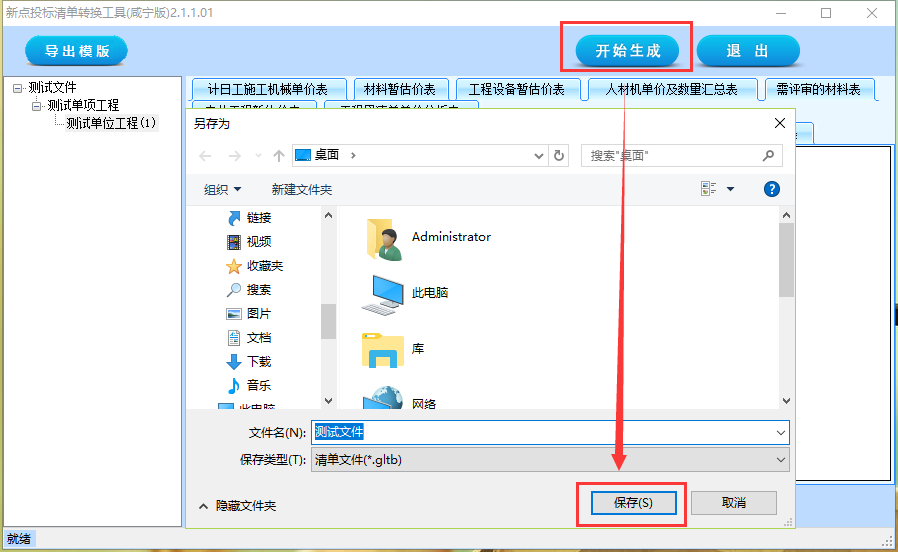 新点投标清单转换工具(咸宁版)2.1.1.01
导出模版
开始生成
退 出
测试文件
测试单项工程
测试单位工程(1)
计日工施工机械单价表
材料暂估价表
工程设备暂估价表
人材机单价及数量汇总表
需评审的材料表
另存为
桌面
搜索"桌面"
组织
新建文件夹
链接
视频
收藏夹
搜索
图片
文档
下载
音乐
此电脑
Administrator
此电脑
库
网络
文件名(N):
测试文件
保存类型(T):
清单文件(*.gltb)
隐藏文件夹
保存(S)
取消
就绪